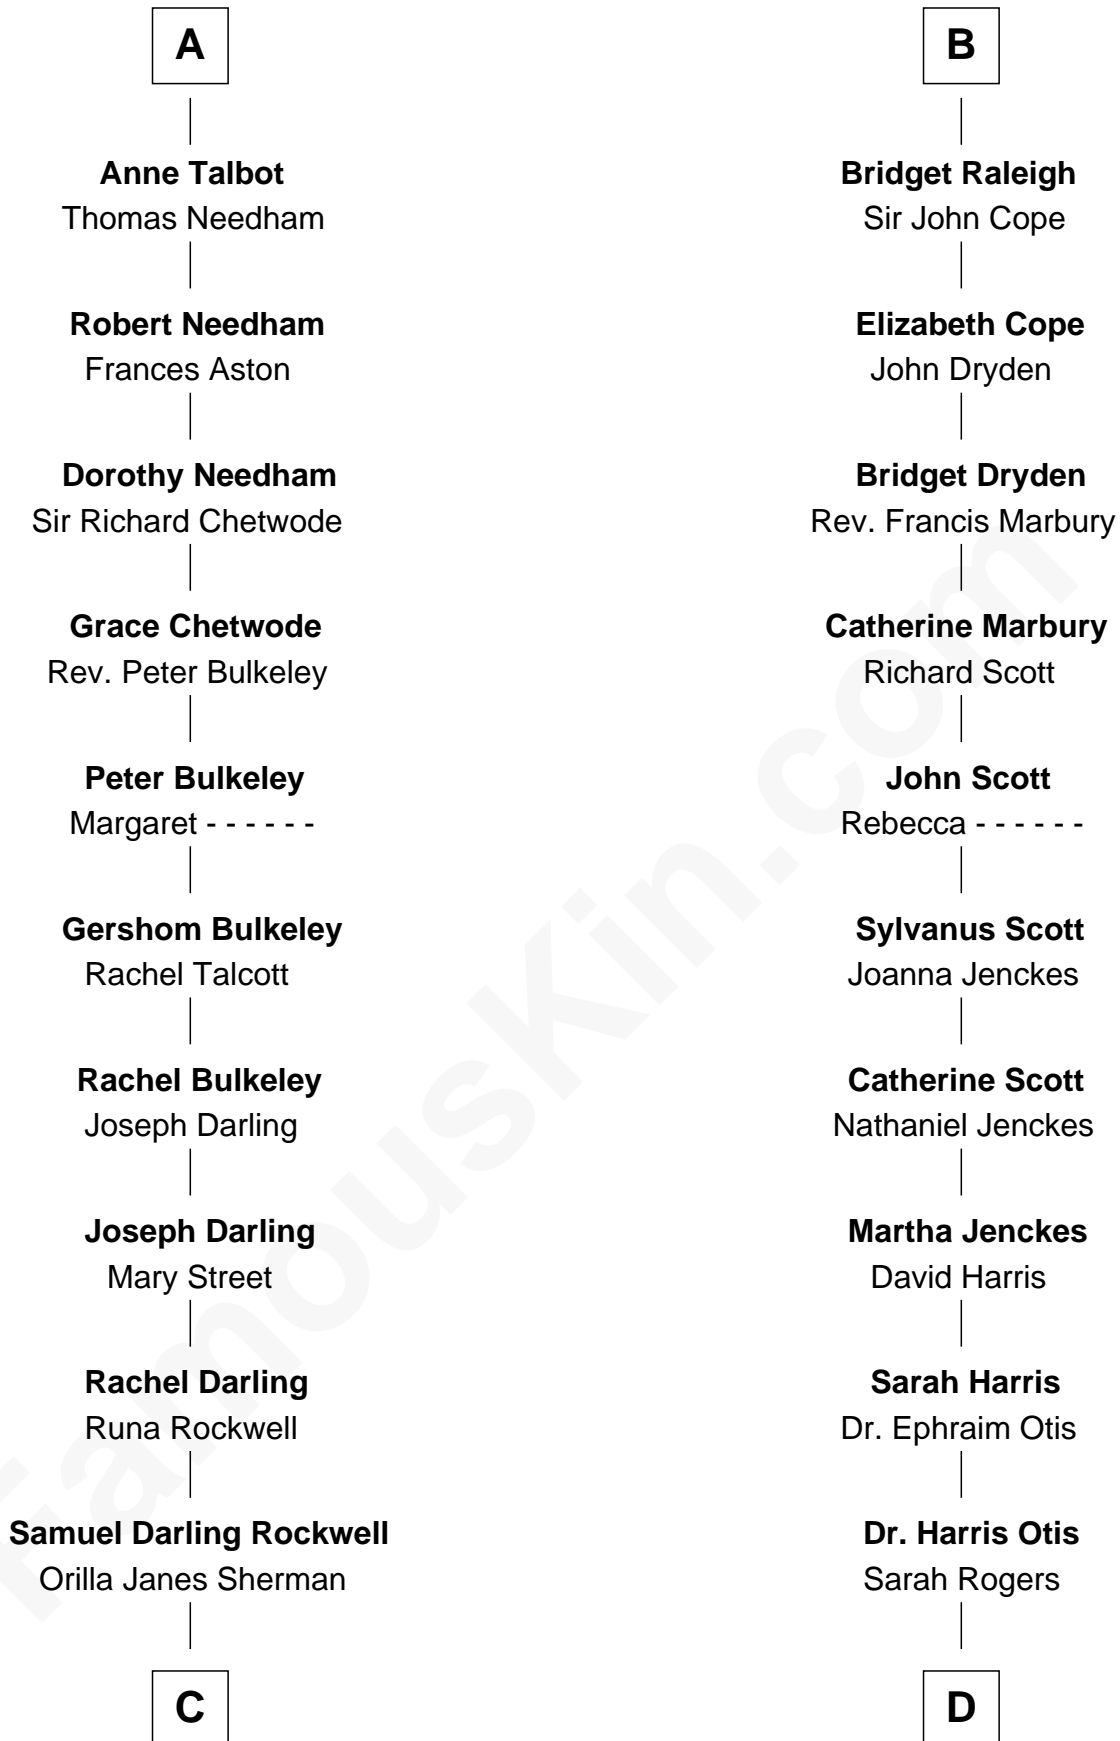 A
Anne Talbot
Thomas Needham
Robert Needham
Frances Aston
Dorothy Needham
Sir Richard Chetwode
Grace Chetwode
Rev. Peter Bulkeley
Peter Bulkeley
Margaret - - - - - -
Gershom Bulkeley
Rachel Talcott
Rachel Bulkeley
Joseph Darling
Joseph Darling
Mary Street
Rachel Darling
Runa Rockwell
Samuel Darling Rockwell
Orilla Janes Sherman
C
B
Bridget Raleigh
Sir John Cope
Elizabeth Cope
John Dryden
Bridget Dryden
Rev. Francis Marbury
Catherine Marbury
Richard Scott
John Scott
Rebecca - - - - - -
Sylvanus Scott
Joanna Jenckes
Catherine Scott
Nathaniel Jenckes
Martha Jenckes
David Harris
Sarah Harris
Dr. Ephraim Otis
Dr. Harris Otis
Sarah Rogers
D
FamousKin.com